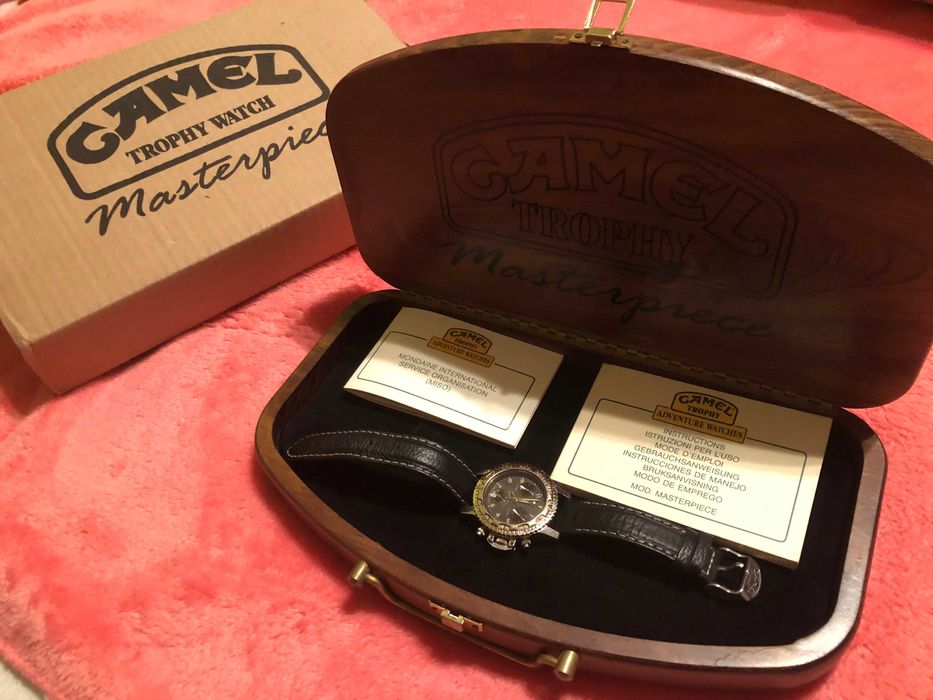 CAMEL
TROPHY WATCH
Masterpiece
CAMEL
TROPHY
Masterpiece
CAMEL
TROPHY
ADVENTURE WATCHES
MONDAINE INTERNATIONAL
SERVICE ORGANISATION
(MISO)
CAMEL
TROPHY
ADVENTURE WATCHES
INSTRUCTIONS
ISTRUZIONI PER L'USO
MODE D'EMPLOI
GEBRAUCHSANWEISUNG
INSTRUCCIONES DE MANEJO
BRUKSANVISNING
MODO DE EMPREGO
MOD. MASTERPIECE